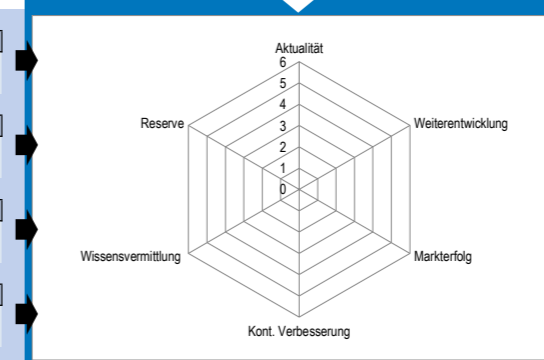 Aktualität
6
5
4
3
2
1
0
Reserve
Weiterentwicklung
Wissensvermittlung
Markterfolg
Kont. Verbesserung